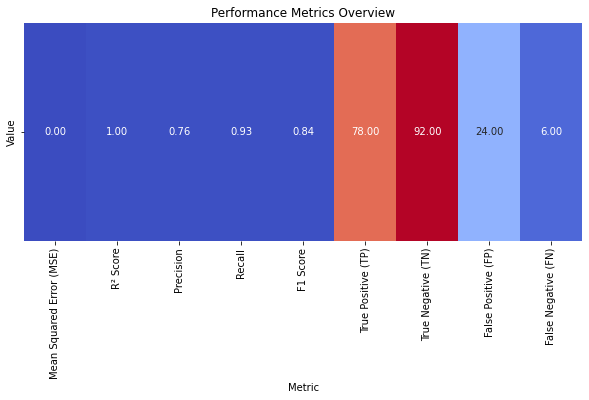 Performance Metrics Overview
Value
0.00 1.00 0.76 0.93 0.84 78.00 92.00 24.00 6.00
Mean Squared Error (MSE)
R² Score
Precision
Recall
F1 Score
True Positive (TP)
True Negative (TN)
False Positive (FP)
False Negative (FN)
Metric